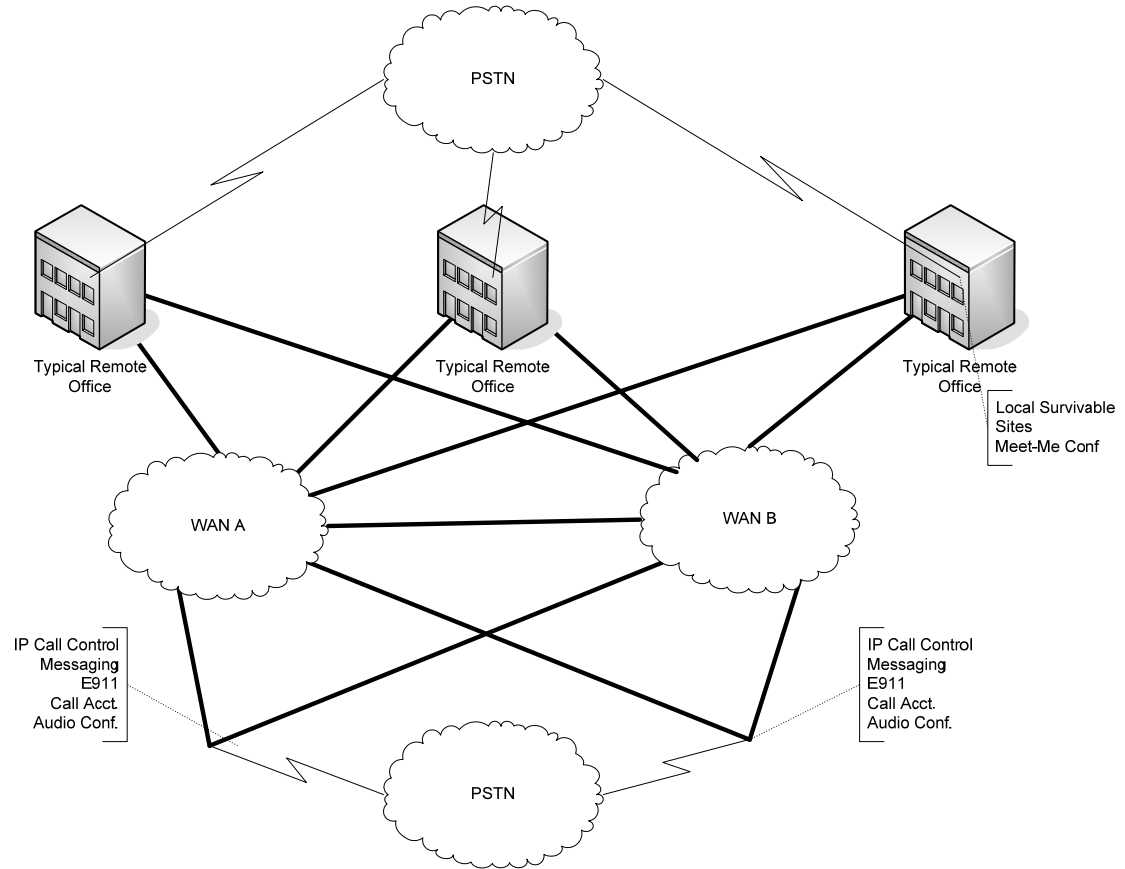 PSTN
Typical Remote
Office
Typical Remote
Office
Typical Remote
Office
Local Survivable
Sites
Meet-Me Conf
WAN A
WAN B
IP Call Control
Messaging
E911
Call Acct.
Audio Conf.
IP Call Control
Messaging
E911
Call Acct.
Audio Conf.
PSTN